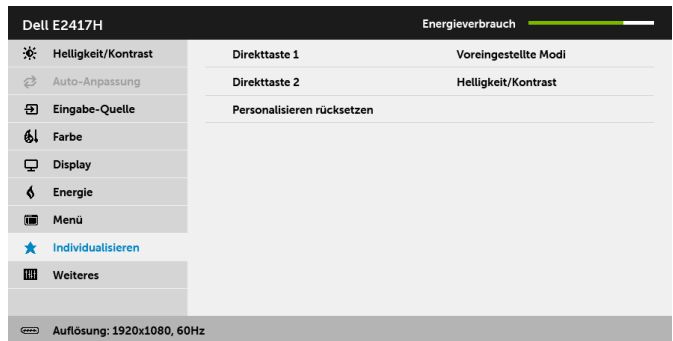 Dell E2417H
Energieverbrauch
Helligkeit/Kontrast
Direkttaste 1 Voreingestellte Modi
Auto-Anpassung
Direkttaste 2 Helligkeit/Kontrast
Eingabe-Quelle
Personalisieren rücksetzen
Farbe
Display
Energie
Menü
Individualisieren
Weiteres
Auflösung: 1920x1080, 60Hz